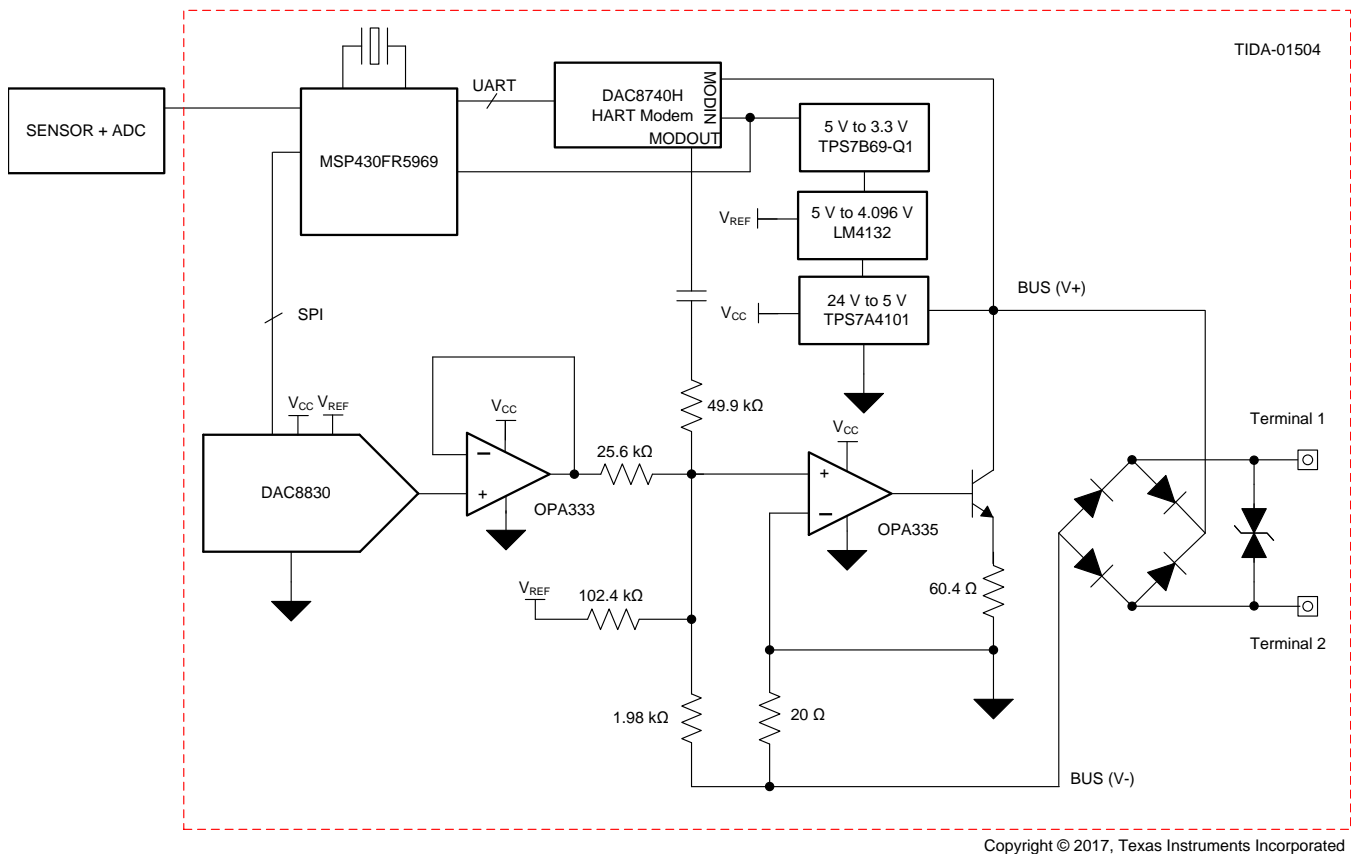 TIDA-01504
SENSOR + ADC
MSP430FR5969
UART
DAC8740H
HART Modem
MODIN
MODOUT
5 V to 3.3 V
TPS7B69-Q1
VREF
5 V to 4.096 V
LM4132
VCC
24 V to 5 V
TPS7A4101
BUS (V+)
SPI
VCC
VREF
DAC8830
VCC
OPA333
25.6 kΩ
49.9 kΩ
VCC
OPA335
60.4 Ω
Terminal 1
Terminal 2
VREF
102.4 kΩ
1.98 kΩ
20 Ω
BUS (V-)
Copyright © 2017, Texas Instruments Incorporated